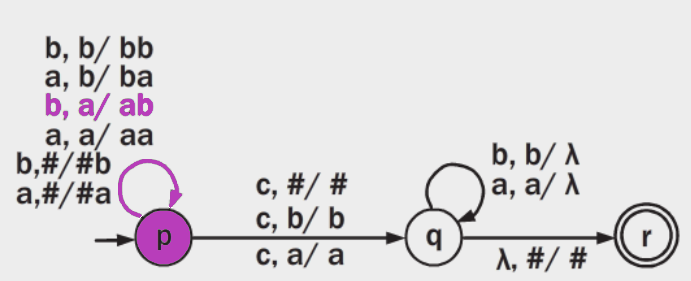 b, b/ bb
a, b/ ba
b, a/ ab
a, a/ aa
b,#/#b
a,#/#a
c, #/ #
c, b/ b
c, a/ a
b, b/ λ
a, a/ λ
λ, #/ #
p
q
r